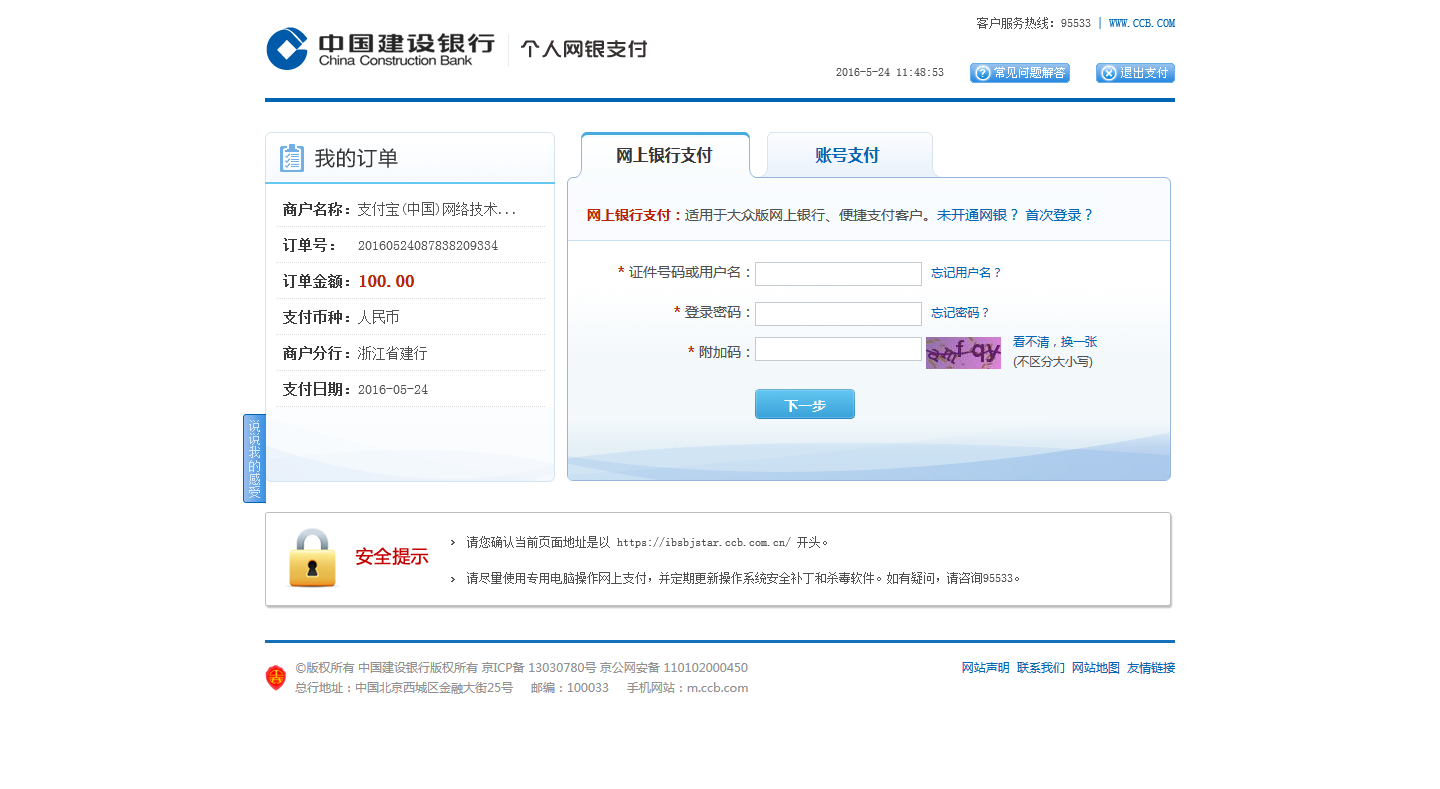 客户服务热线：95533 | WWW.CCB.COM
中国建设银行
China Construction Bank
个人网银支付
2016-5-24 11:48:53
常见问题解答
退出支付
我的订单
商户名称：支付宝(中国)网络技术...
订单号：20160524087838209334
订单金额：100.00
支付币种：人民币
商户分行：浙江省建行
支付日期：2016-05-24
说说我的感受
网上银行支付
账号支付
网上银行支付：适用于大众版网上银行、便捷支付客户。未开通网银？ 首次登录？
* 证件号码或用户名：
忘记用户名？
* 登录密码：
忘记密码？
* 附加码：
看不清，换一张
(不区分大小写)
下一步
安全提示
› 请您确认当前页面地址是以 https://ibsbjstar.ccb.com.cn/ 开头。
› 请尽量使用专用电脑操作网上支付，并定期更新操作系统安全补丁和杀毒软件。如有疑问，请咨询95533。
©版权所有 中国建设银行版权所有 京ICP备 13030780号 京公网安备 110102000450
总行地址：中国北京西城区金融大街25号 邮编：100033 手机网站：m.ccb.com
网站声明 联系我们 网站地图 友情链接